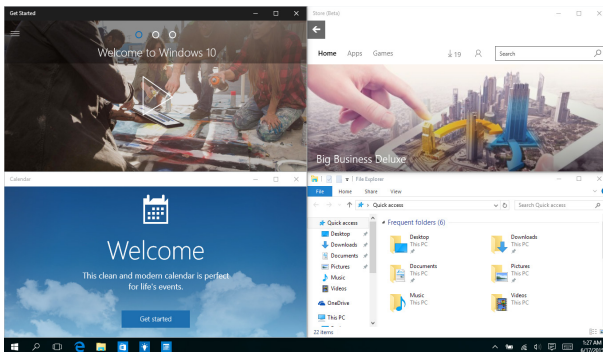 Get Started
Welcome to Windows 10
Store (Beta)
Home Apps Games 19 Search
Big Business Deluxe
Calendar
Welcome
This clean and modern calendar is perfect
for life's events.
Get started
File Explorer
File Home Share View
Quick access Search Quick access
Quick access
Desktop
Downloads
Documents
Pictures
Music
Videos
OneDrive
This PC
Frequent folders (6)
Desktop
This PC
Downloads
This PC
Documents
This PC
Pictures
This PC
Music
This PC
Videos
This PC
22 items
1:27 AM